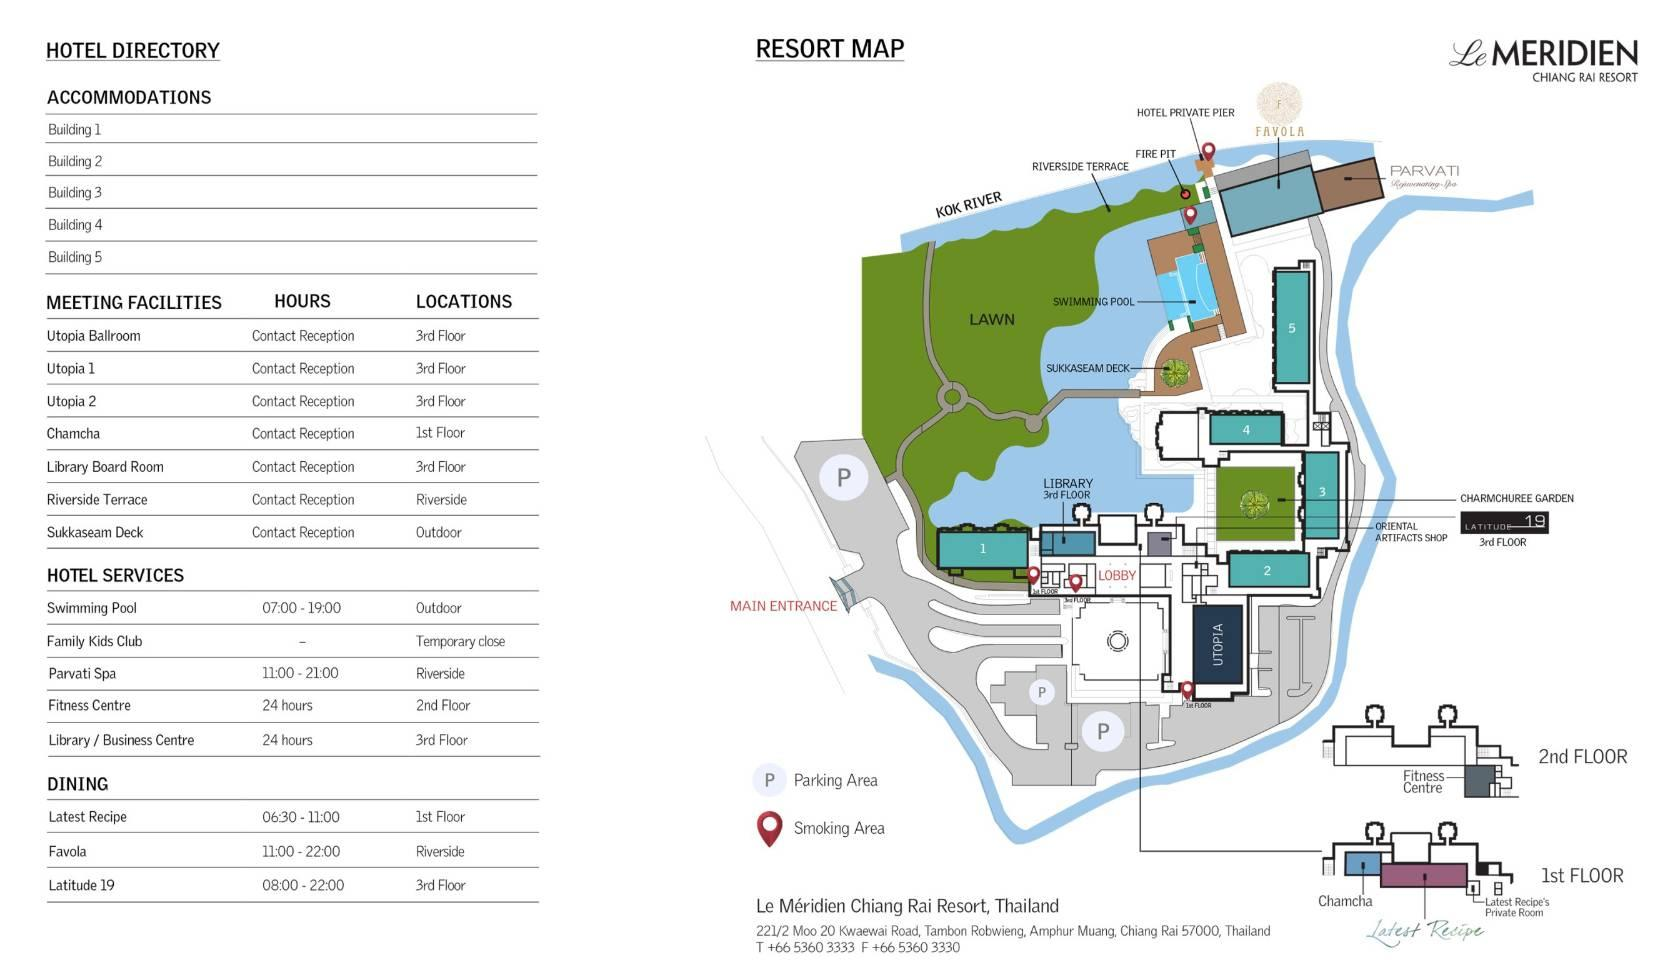 HOTEL DIRECTORY
ACCOMMODATIONS
Building 1
Building 2
Building 3
Building 4
Building 5
MEETING FACILITIES HOURS LOCATIONS
Utopia Ballroom Contact Reception 3rd Floor
Utopia 1 Contact Reception 3rd Floor
Utopia 2 Contact Reception 3rd Floor
Chamcha Contact Reception 1st Floor
Library Board Room Contact Reception 3rd Floor
Riverside Terrace Contact Reception Riverside
Sukkaseam Deck Contact Reception Outdoor
HOTEL SERVICES
Swimming Pool 07:00 - 19:00 Outdoor
Family Kids Club – Temporary close
Parvati Spa 11:00 - 21:00 Riverside
Fitness Centre 24 hours 2nd Floor
Library / Business Centre 24 hours 3rd Floor
DINING
Latest Recipe 06:30 - 11:00 1st Floor
Favola 11:00 - 22:00 Riverside
Latitude 19 08:00 - 22:00 3rd Floor
RESORT MAP
Le MERIDIEN
CHIANG RAI RESORT
F
FAVOLA
HOTEL PRIVATE PIER
FIRE PIT
RIVERSIDE TERRACE
PARVATI
Rejuvenating Spa
KOK RIVER
SWIMMING POOL
LAWN
5
SUKKASEAM DECK
4
P
LIBRARY
3rd FLOOR
3
CHARMCHUREE GARDEN
LATITUDE 19
3rd FLOOR
ORIENTAL
ARTIFACTS SHOP
1
2
LOBBY
1st FLOOR
3rd FLOOR
MAIN ENTRANCE
UTOPIA
P
1st FLOOR
P
2nd FLOOR
Fitness
Centre
P Parking Area
Smoking Area
1st FLOOR
Chamcha
Latest Recipe's
Private Room
Latest Recipe
Le Méridien Chiang Rai Resort, Thailand
221/2 Moo 20 Kwaewai Road, Tambon Robwieng, Amphur Muang, Chiang Rai 57000, Thailand
T +66 5360 3333 F +66 5360 3330